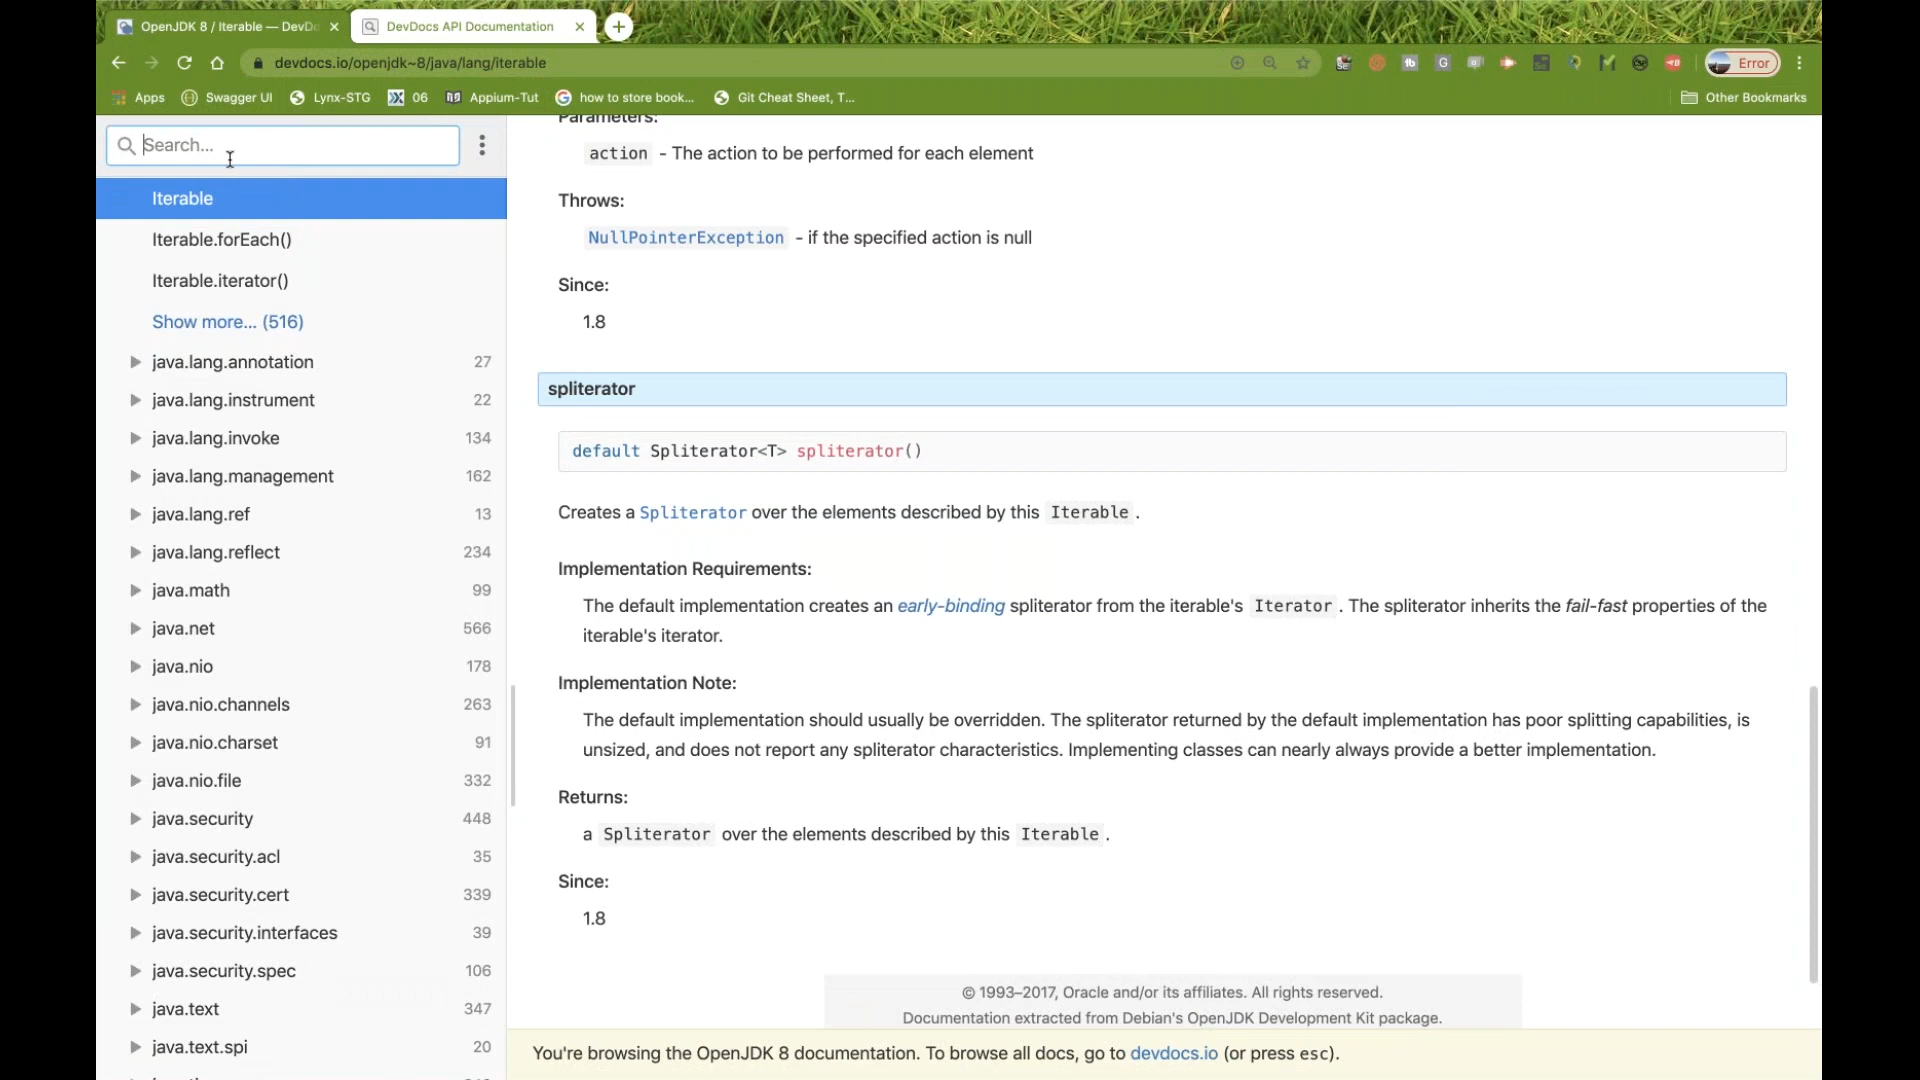 OpenJDK 8 / Iterable — DevDo
DevDocs API Documentation
devdocs.io/openjdk~8/java/lang/iterable
Error
Apps
Swagger UI
Lynx-STG
06
Appium-Tut
how to store book...
Git Cheat Sheet, T...
Other Bookmarks
Search...
Iterable
Iterable.forEach()
Iterable.iterator()
Show more... (516)
java.lang.annotation 27
java.lang.instrument 22
java.lang.invoke 134
java.lang.management 162
java.lang.ref 13
java.lang.reflect 234
java.math 99
java.net 566
java.nio 178
java.nio.channels 263
java.nio.charset 91
java.nio.file 332
java.security 448
java.security.acl 35
java.security.cert 339
java.security.interfaces 39
java.security.spec 106
java.text 347
java.text.spi 20
Parameters:
action - The action to be performed for each element
Throws:
NullPointerException - if the specified action is null
Since:
1.8
spliterator
default Spliterator<T> spliterator()
Creates a Spliterator over the elements described by this Iterable .
Implementation Requirements:
The default implementation creates an early-binding spliterator from the iterable's Iterator . The spliterator inherits the fail-fast properties of the
iterable's iterator.
Implementation Note:
The default implementation should usually be overridden. The spliterator returned by the default implementation has poor splitting capabilities, is
unsized, and does not report any spliterator characteristics. Implementing classes can nearly always provide a better implementation.
Returns:
a Spliterator over the elements described by this Iterable .
Since:
1.8
© 1993–2017, Oracle and/or its affiliates. All rights reserved.
Documentation extracted from Debian's OpenJDK Development Kit package.
You're browsing the OpenJDK 8 documentation. To browse all docs, go to devdocs.io (or press esc).